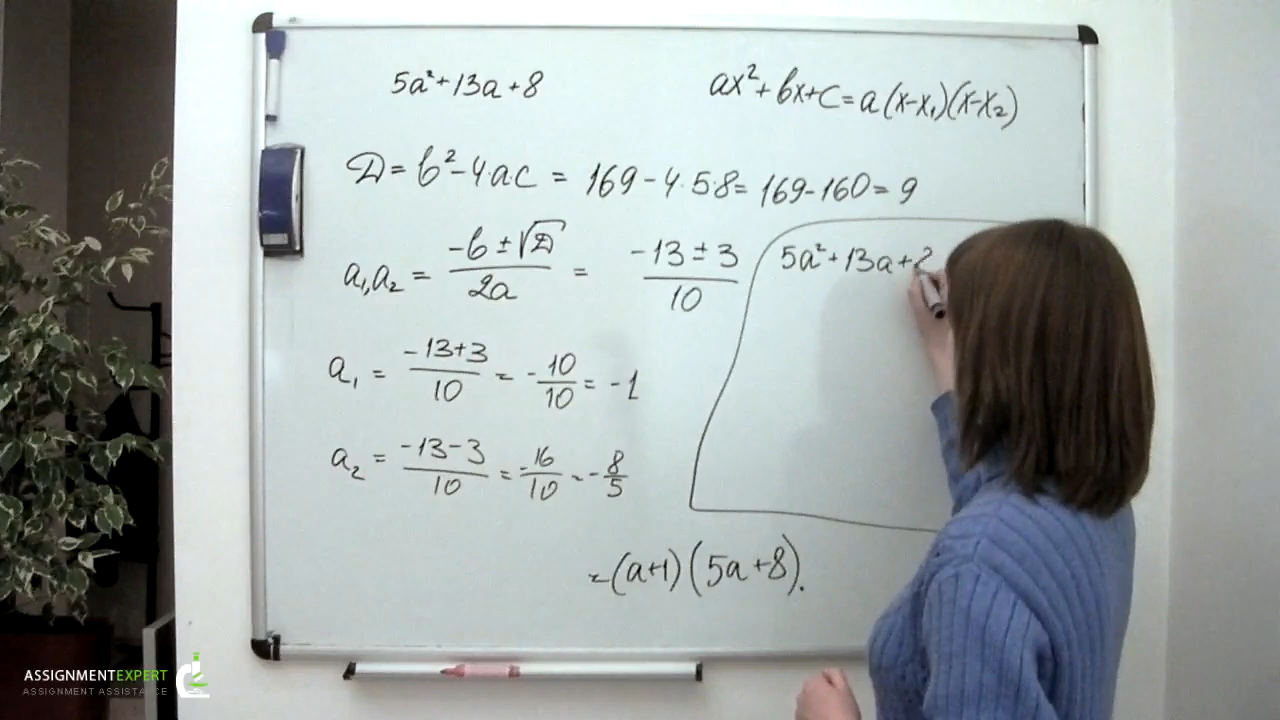 5a²+13a+8
ax²+bx+c=a(x-x₁)(x-x₂)
D=b²-4ac = 169-4·5·8= 169-160=9
a₁,a₂ = (-b±√D)/(2a) = (-13±3)/10
5a²+13a+
a₁ = (-13+3)/10 = -10/10 = -1
a₂ = (-13-3)/10 = -16/10 = -8/5
=(a+1)(5a+8).
ASSIGNMENTEXPERT
ASSIGNMENT ASSISTANCE